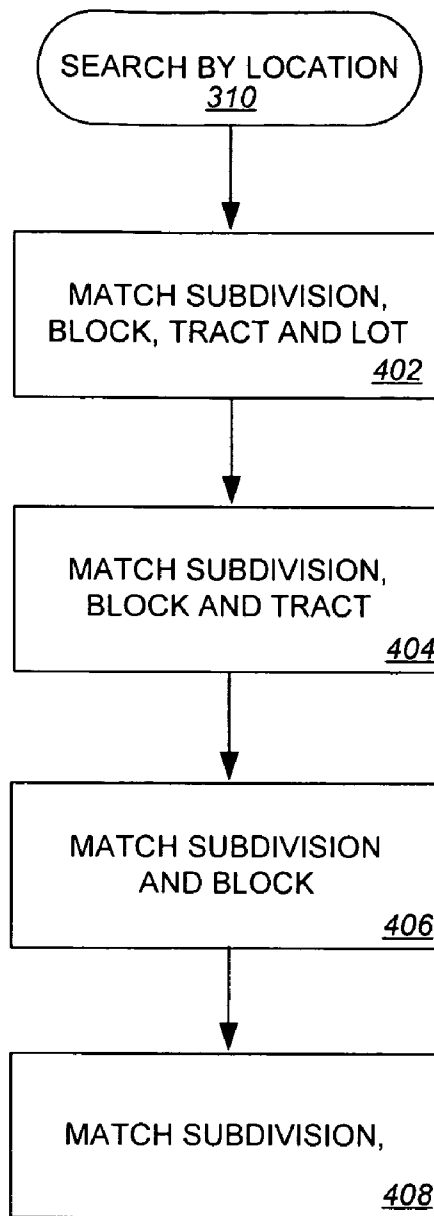 SEARCH BY LOCATION
310
MATCH SUBDIVISION,
BLOCK, TRACT AND LOT
402
MATCH SUBDIVISION,
BLOCK AND TRACT
404
MATCH SUBDIVISION
AND BLOCK
406
MATCH SUBDIVISION,
408